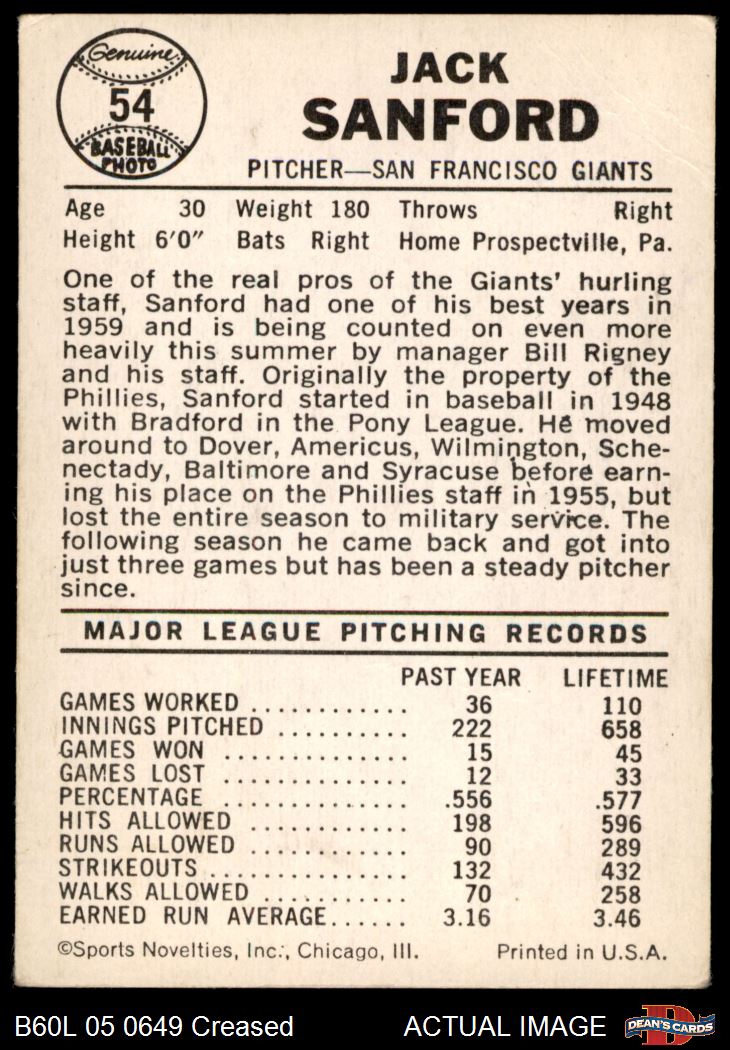 Genuine
54
BASEBALL
PHOTO
JACK
SANFORD
PITCHER—SAN FRANCISCO GIANTS
Age 30 Weight 180 Throws Right
Height 6'0" Bats Right Home Prospectville, Pa.
One of the real pros of the Giants' hurling
staff, Sanford had one of his best years in
1959 and is being counted on even more
heavily this summer by manager Bill Rigney
and his staff. Originally the property of the
Phillies, Sanford started in baseball in 1948
with Bradford in the Pony League. He moved
around to Dover, Americus, Wilmington, Sche-
nectady, Baltimore and Syracuse before earn-
ing his place on the Phillies staff in 1955, but
lost the entire season to military service. The
following season he came back and got into
just three games but has been a steady pitcher
since.
MAJOR LEAGUE PITCHING RECORDS
PAST YEAR LIFETIME
GAMES WORKED ............ 36 110
INNINGS PITCHED .......... 222 658
GAMES WON .............. 15 45
GAMES LOST .............. 12 33
PERCENTAGE .............. .556 .577
HITS ALLOWED ............ 198 596
RUNS ALLOWED ............ 90 289
STRIKEOUTS ............... 132 432
WALKS ALLOWED ........... 70 258
EARNED RUN AVERAGE...... 3.16 3.46
©Sports Novelties, Inc., Chicago, Ill. Printed in U.S.A.
B60L 05 0649 Creased ACTUAL IMAGE
DEAN'S CARDS